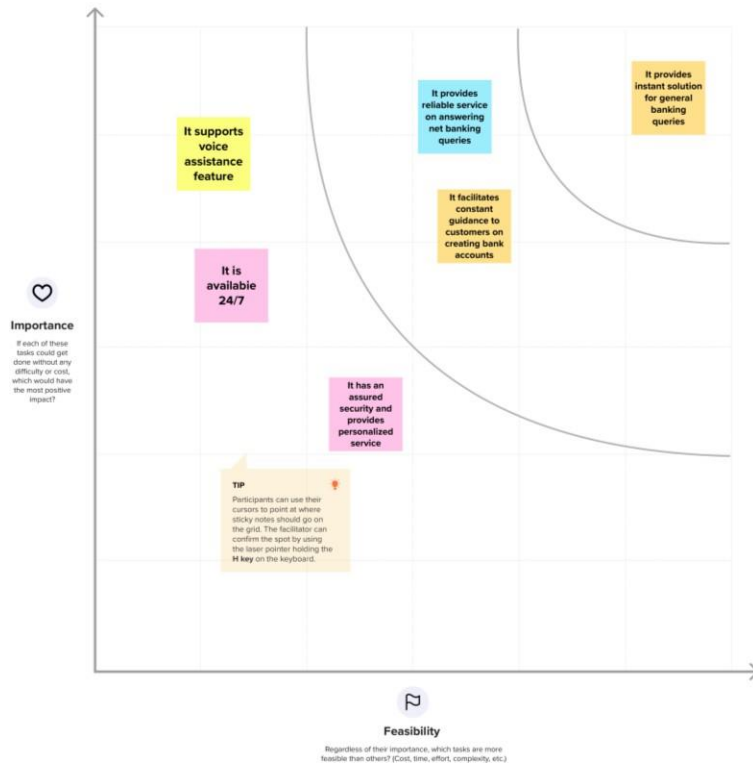 It provides
instant solution
for general
banking
queries
It provides
reliable service
on answering
net banking
queries
It supports
voice
assistance
feature
It facilitates
constant
guidance to
customers on
creating bank
accounts
It is
available
24/7
Importance
If each of these
tasks could get
done without any
difficulty or cost,
which would have
the most positive
impact?
It has an
assured
security and
provides
personalized
service
TIP
Participants can use their
cursors to point at where
sticky notes should go on
the grid. The facilitator can
confirm the spot by using
the laser pointer holding the
H key on the keyboard.
Feasibility
Regardless of their importance, which tasks are more
feasible than others? (Cost, time, effort, complexity, etc.)